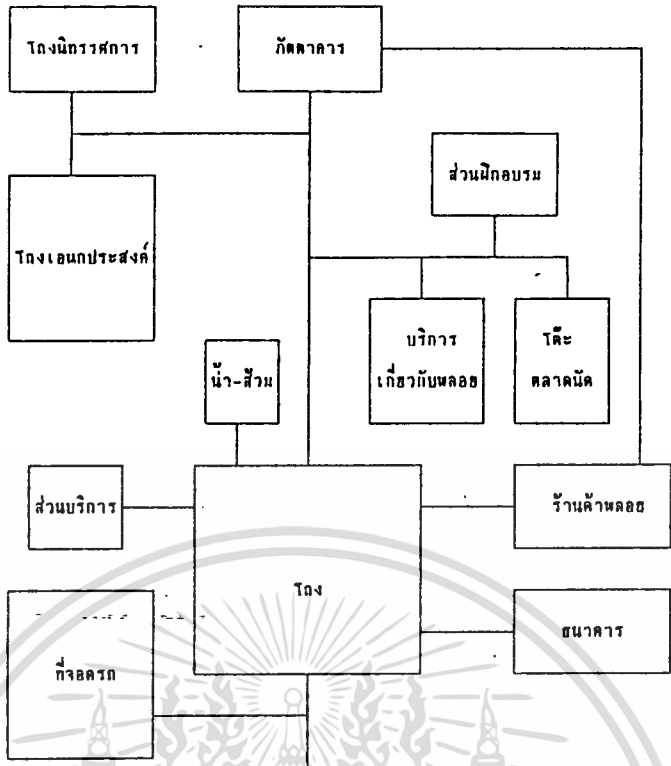 โถงนิทรรศการ
ภัตตาคาร
ส่วนฝึกอบรม
โถงเอนกประสงค์
บริการ
เกี่ยวกับพลอย
โต๊ะ
ตลาดนัด
น้ำ-ส้วม
ส่วนบริการ
ร้านค้าพลอย
โถง
ธนาคาร
ที่จอดรถ